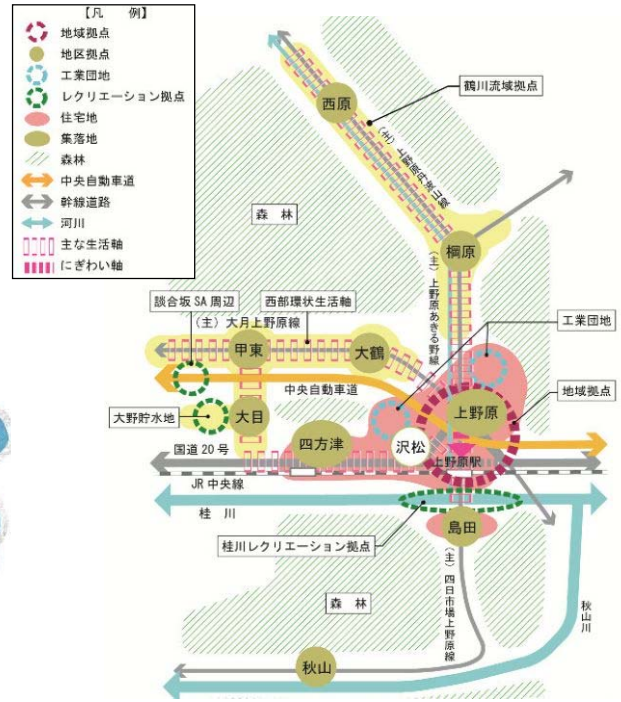 【凡　例】
地域拠点
地区拠点
工業団地
レクリエーション拠点
住宅地
集落地
森林
中央自動車道
幹線道路
河川
主な生活軸
にぎわい軸
鶴川流域拠点
西原
(主)上野原丹波山線
森 林
棡原
(主)上野原あきる野線
談合坂SA周辺
西部環状生活軸
(主)大月上野原線
工業団地
甲東
大鶴
中央自動車道
上野原
地域拠点
大野貯水地
大目
四方津
沢松
国道20号
上野原駅
JR中央線
桂 川
島田
桂川レクリエーション拠点
(主)四日市場上野原線
森 林
秋山川
秋山